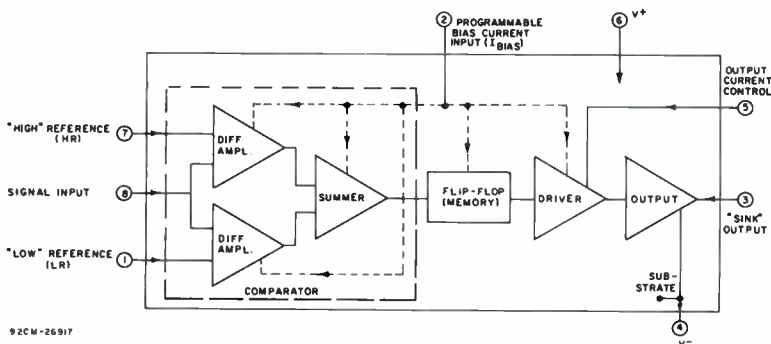 ② PROGRAMMABLE
BIAS CURRENT
INPUT (I BIAS)
⑥ V+
OUTPUT
CURRENT
CONTROL
⑤
"HIGH" REFERENCE
(HR)
⑦
DIFF
AMPL.
SIGNAL INPUT
⑧
SUMMER
FLIP-FLOP
(MEMORY)
DRIVER
OUTPUT
③
"SINK"
OUTPUT
"LOW" REFERENCE
(LR)
①
DIFF
AMPL.
COMPARATOR
SUB-
STRATE
④
V-
92CM-26917